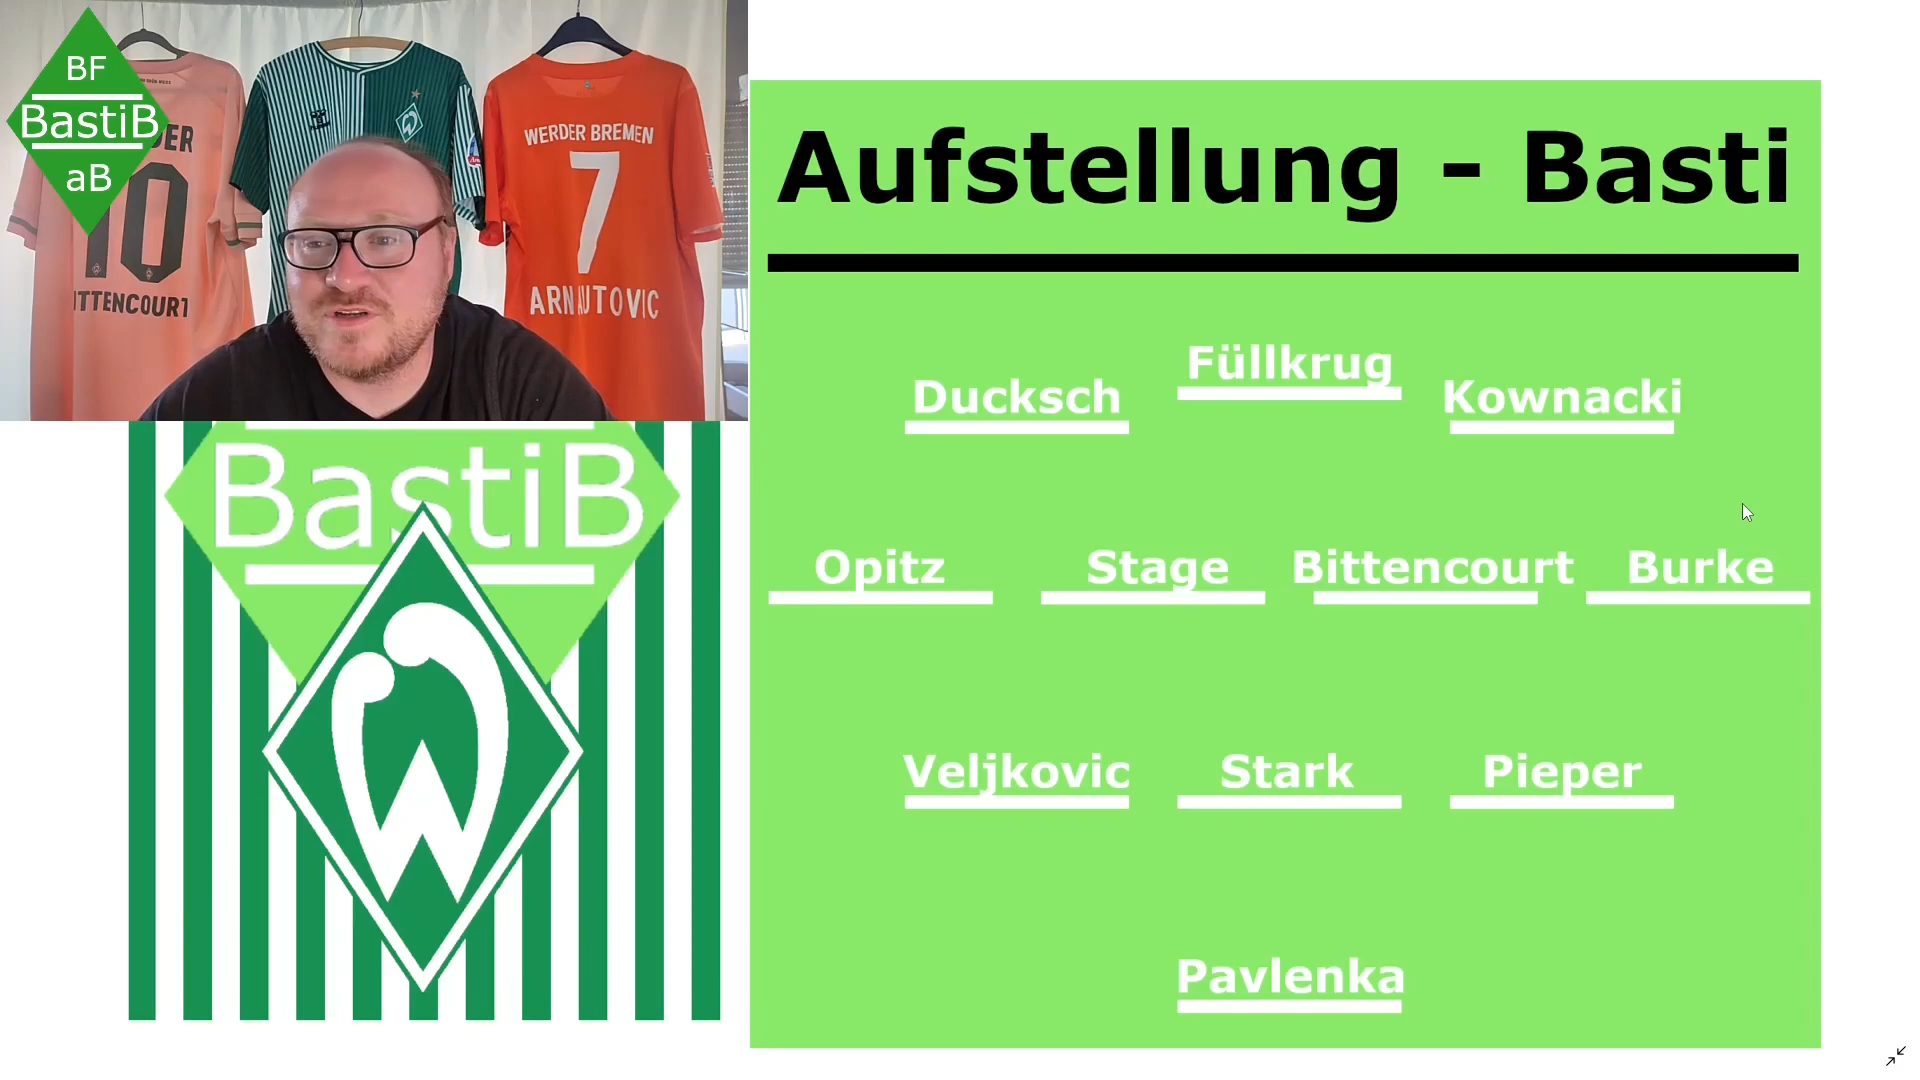 BF
BastiB
aB
DER
10
ITTENCOURT
WERDER BREMEN
7
ARNAUTOVIC
BastiB
W
Aufstellung - Basti
Füllkrug
Ducksch
Kownacki
Opitz
Stage
Bittencourt
Burke
Veljkovic
Stark
Pieper
Pavlenka